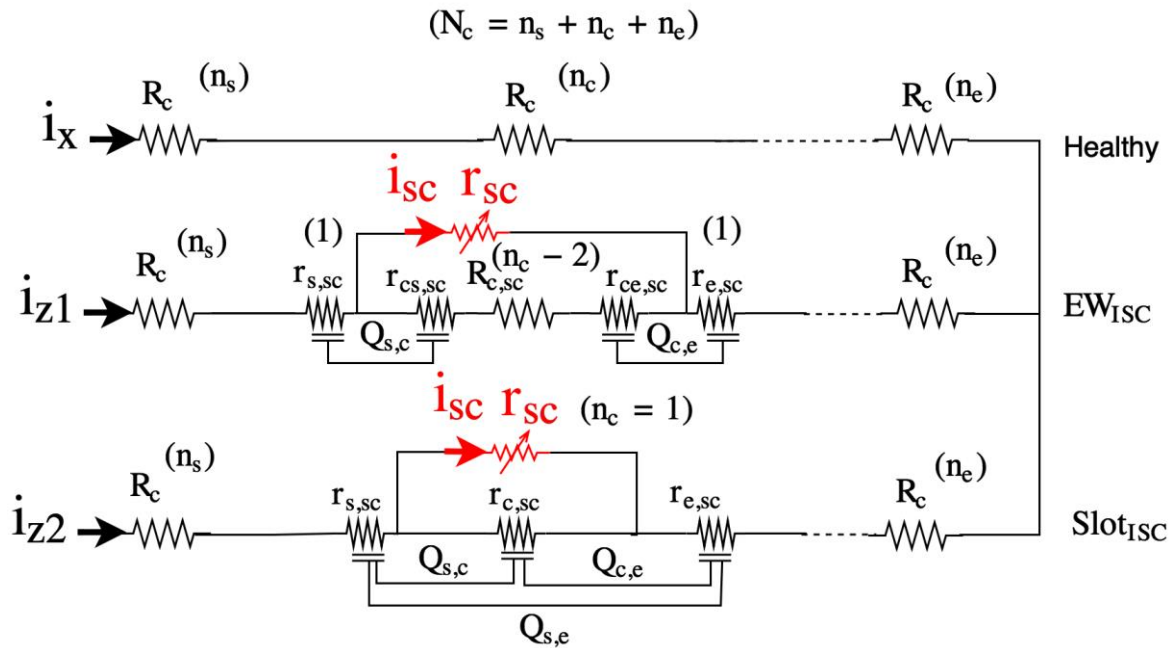 (N_c = n_s + n_c + n_e)
R_c (n_s) R_c (n_c) R_c (n_e)
i_x Healthy
i_sc r_sc
R_c (n_s) (1) (n_c − 2) (1) R_c (n_e)
r_s,sc r_cs,sc R_c,sc r_ce,sc r_e,sc
i_z1 EW_ISC
Q_s,c Q_c,e
i_sc r_sc (n_c = 1)
R_c (n_s) r_s,sc r_c,sc r_e,sc R_c (n_e)
i_z2 Slot_ISC
Q_s,c Q_c,e
Q_s,e